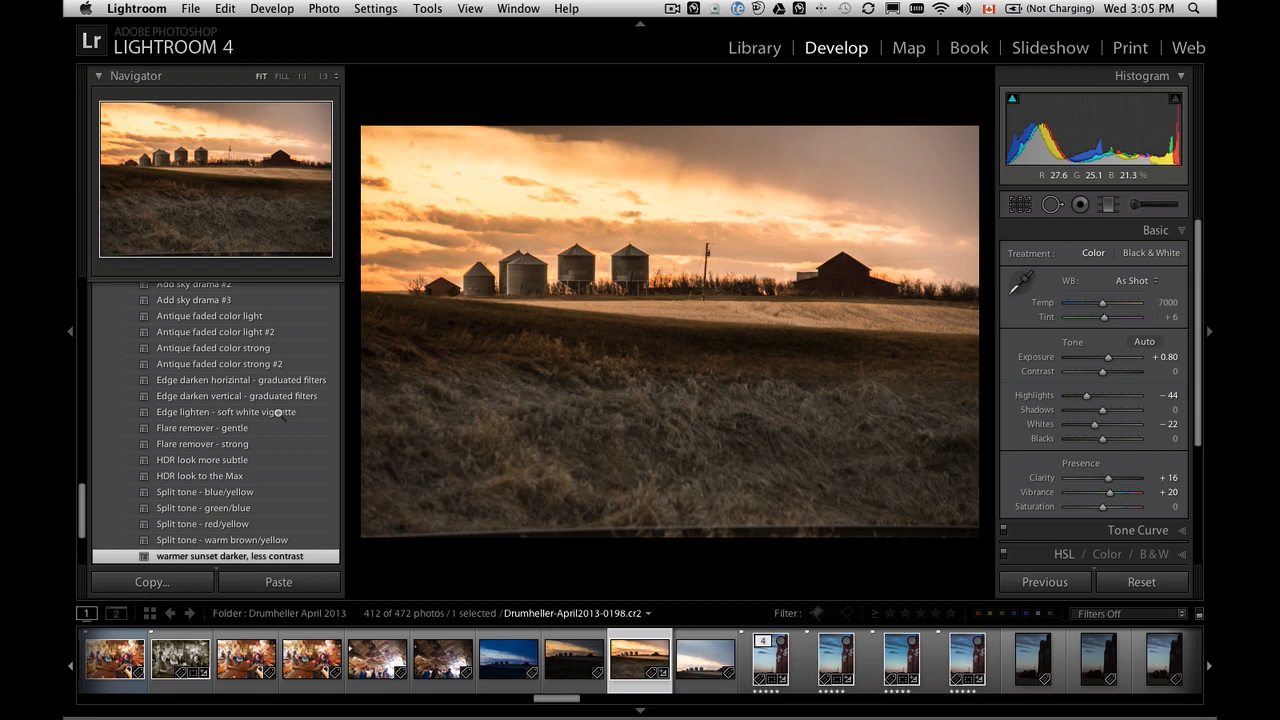 Lightroom File Edit Develop Photo Settings Tools View Window Help (Not Charging) Wed 3:05 PM
Lr ADOBE PHOTOSHOP
LIGHTROOM 4
Library | Develop | Map | Book | Slideshow | Print | Web
Navigator FIT FILL 1:1 1:3
Histogram
R 27.6 G 25.1 B 21.3 %
Basic
Treatment : Color Black & White
WB: As Shot
Temp 7000
Tint + 6
Tone Auto
Exposure + 0.80
Contrast 0
Highlights − 44
Shadows 0
Whites − 22
Blacks 0
Presence
Clarity + 16
Vibrance + 20
Saturation 0
Tone Curve
HSL / Color / B & W
Previous Reset
Add sky drama #2
Add sky drama #3
Antique faded color light
Antique faded color light #2
Antique faded color strong
Antique faded color strong #2
Edge darken horizintal - graduated filters
Edge darken vertical - graduated filters
Edge lighten - soft white vignette
Flare remover - gentle
Flare remover - strong
HDR look more subtle
HDR look to the Max
Split tone - blue/yellow
Split tone - green/blue
Split tone - red/yellow
Split tone - warm brown/yellow
warmer sunset darker, less contrast
Copy... Paste
1 2 Folder : Drumheller April 2013 412 of 472 photos / 1 selected / Drumheller-April2013-0198.cr2 Filter : Filters Off
4